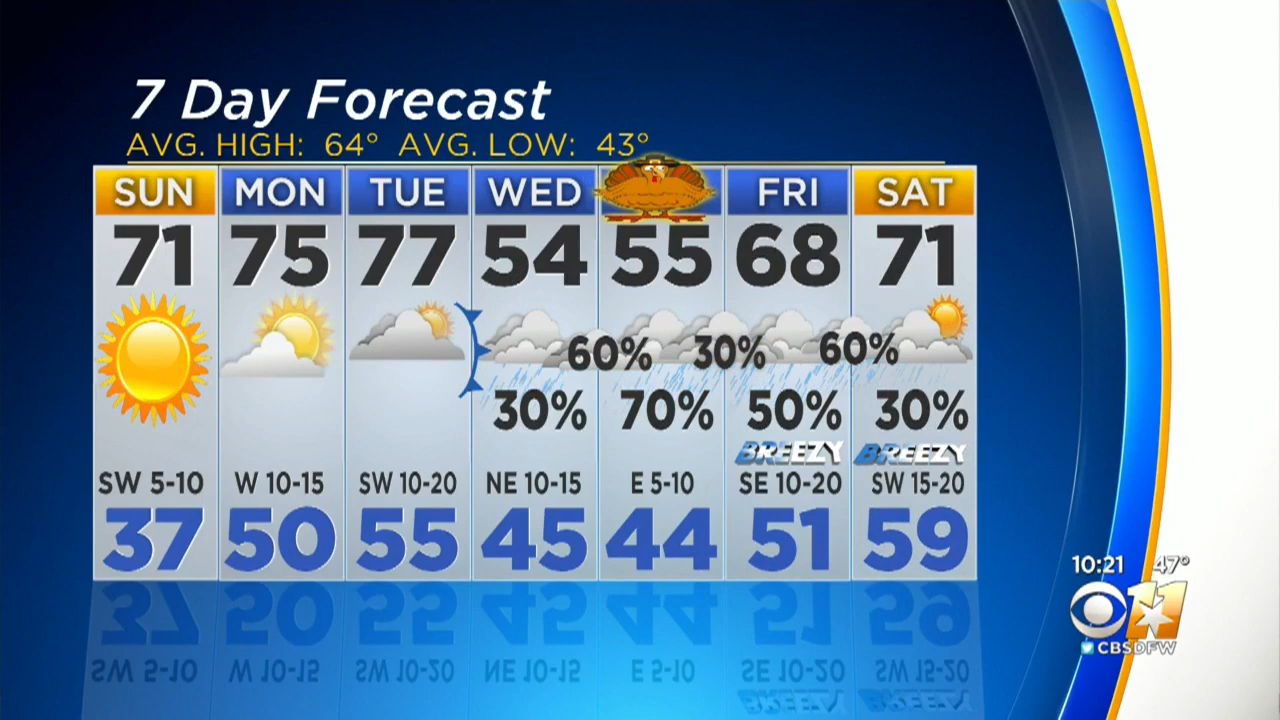 7 Day Forecast
AVG. HIGH: 64° AVG. LOW: 43°
SUN MON TUE WED FRI SAT
71 75 77 54 55 68 71
60% 30% 60%
30% 70% 50% 30%
BREEZY BREEZY
SW 5-10 W 10-15 SW 10-20 NE 10-15 E 5-10 SE 10-20 SW 15-20
37 50 55 45 44 51 59
10:21 47°
11
CBSDFW